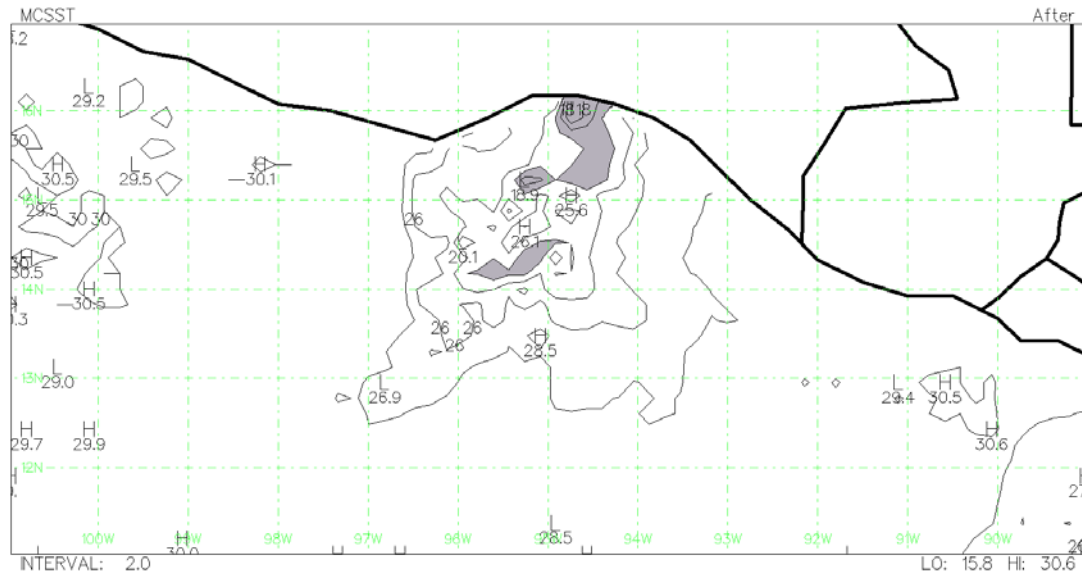 MCSST After
L
29.2
30
H
30.5
L
29.5
H
30.1
L
29.5
30 30
H
30.5
H
30.5
16N
18.9
H
25.6
26
H
26.1
20.1
14N
26 26
26
H
28.5
13N
L
29.0
L
26.9
L
29.4
H
30.5
H
29.7
H
29.9
H
30.6
12N
L
28.5
H
30.0
100W 99W 98W 97W 96W 94W 93W 92W 91W 90W
INTERVAL: 2.0 LO: 15.8 HI: 30.6